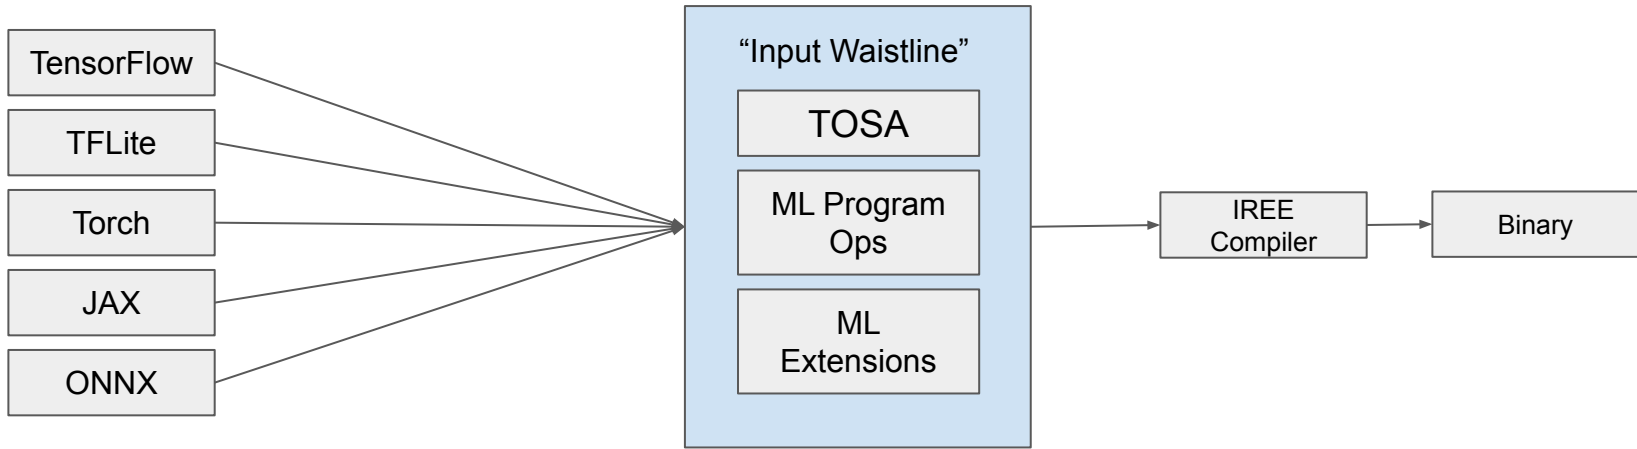 TensorFlow
TFLite
Torch
JAX
ONNX
“Input Waistline”
TOSA
ML Program
Ops
ML
Extensions
IREE
Compiler
Binary